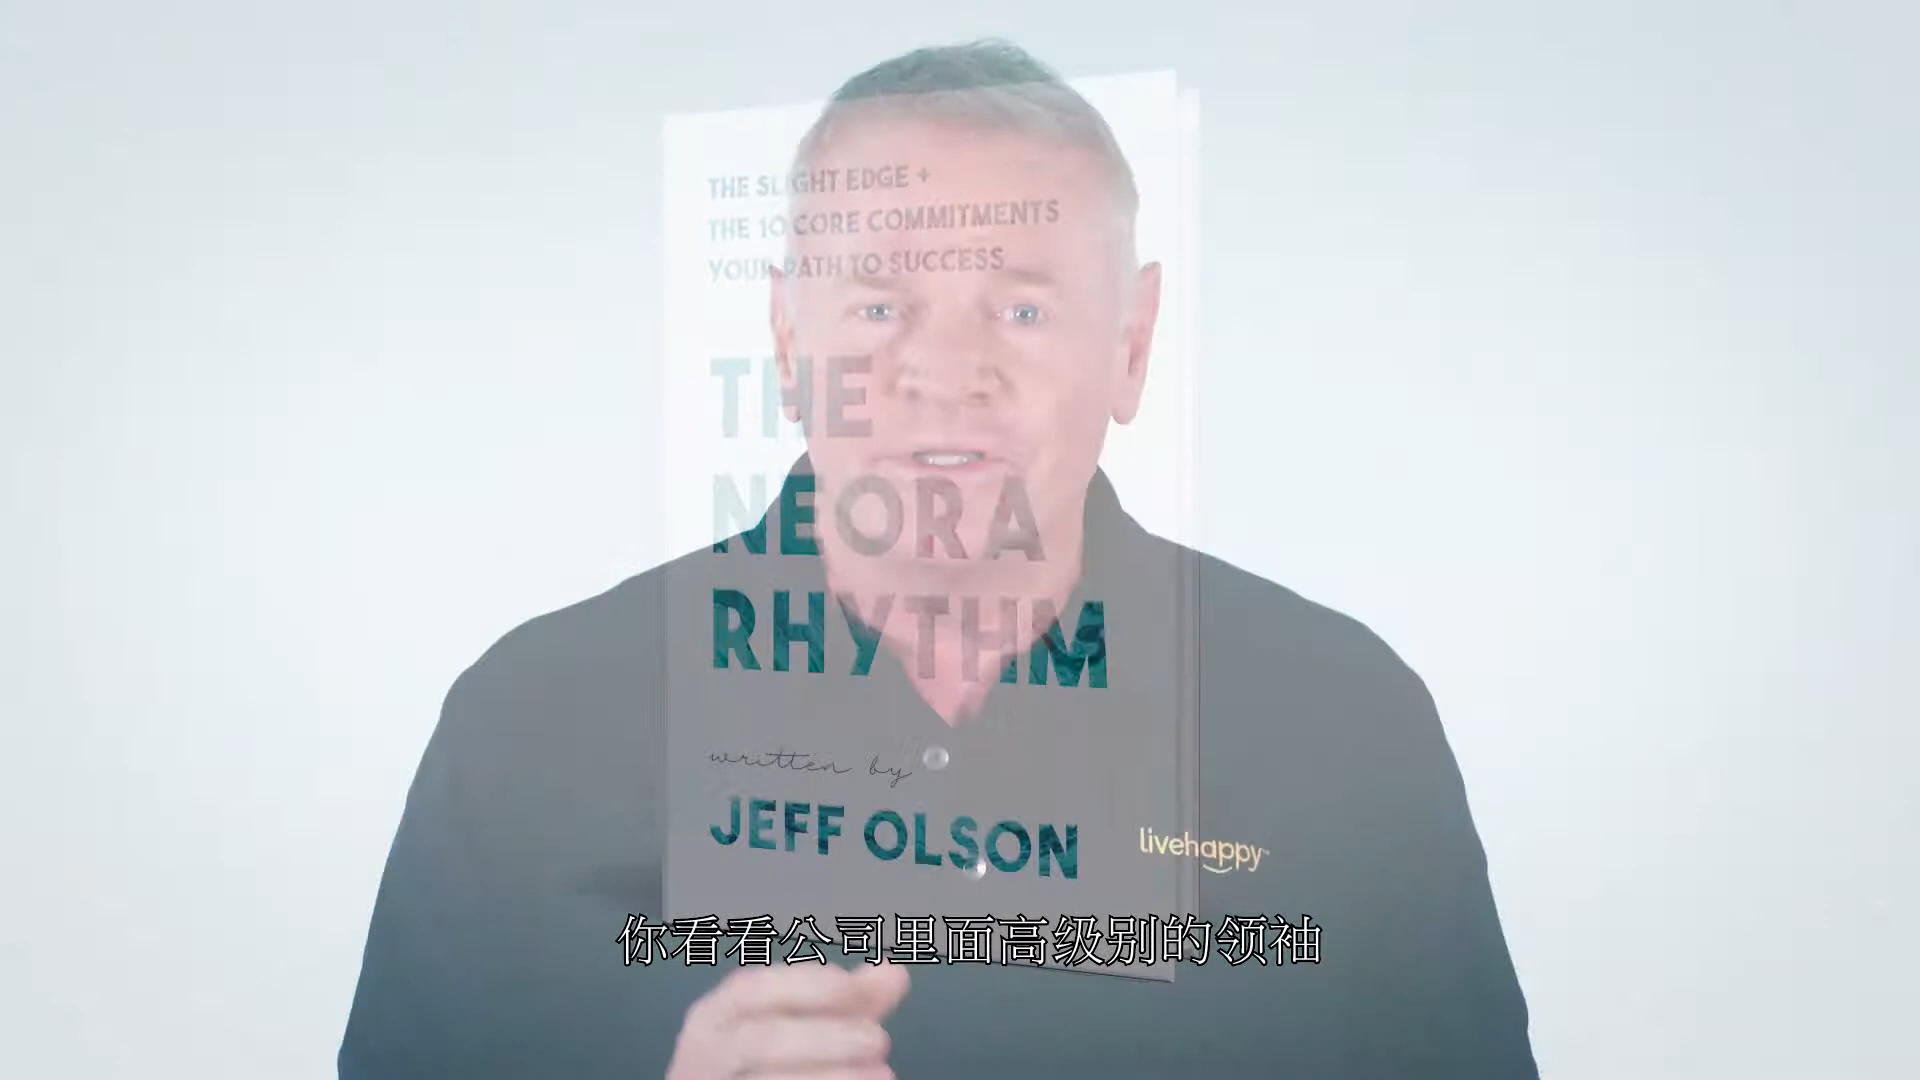 THE SLIGHT EDGE +
THE 10 CORE COMMITMENTS
YOUR PATH TO SUCCESS
THE
NEORA
RHYTHM
written by
JEFF OLSON
livehappy™
你看看公司里面高级别的领袖